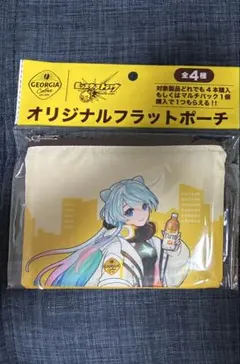 GEORGIA
全4種
対象製品どれでも4本購入
もしくはマルチパック1個
購入で1つもらえる!!
オリジナルフラットポーチ
GEORGIA